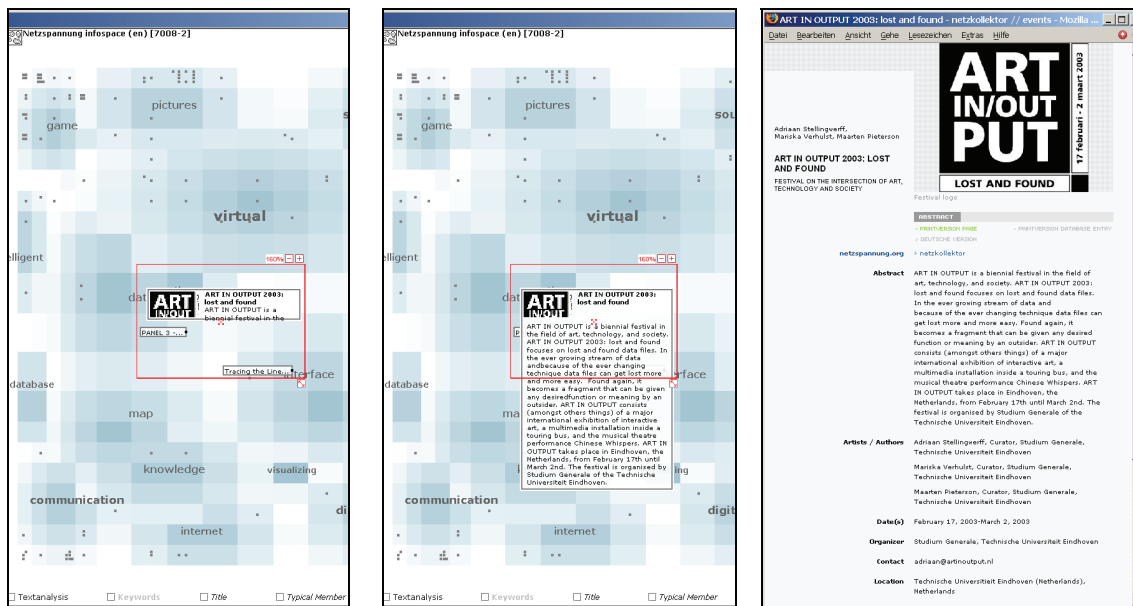 Netzspannung infospace (en) [7008-2]
pictures
game
s
virtual
elligent
160%
dat
ART
IN/OUT
ART IN OUTPUT 2003:
lost and found
ART IN OUTPUT is a
biennial festival in the
PANEL 3 -...
Tracing the Line...
database
erface
map
knowledge
visualizing
communication
di
internet
Textanalysis
Keywords
Title
Typical Member
Netzspannung infospace (en) [7008-2]
pictures
game
sou
virtual
elligent
160%
dat
ART
IN/OUT
ART IN OUTPUT 2003:
lost and found
P
ART IN OUTPUT is a biennial festival in
the field of art, technology, and society.
ART IN OUTPUT 2003: lost and found
focuses on lost and found data files. In
the ever growing stream of data
andbecause of the ever changing
technique data files can get lost more
and more easy. Found again, it
becomes a fragment that can be given
any desiredfunction or meaning by an
outsider. ART IN OUTPUT consists
(amongst others things) of a major
international exhibition of interactive
art, a multimedia installation inside a
touring bus, and the musical theatre
performance Chinese Whispers. ART IN
OUTPUT takes place in Eindhoven, the
Netherlands, from February 17th until
March 2nd. The festival is organised by
Studium Generale of the Technische
Universiteit Eindhoven.
database
rface
ma
k
visualizing
communication
digit
internet
Textanalysis
Keywords
Title
Typical Member
ART IN OUTPUT 2003: lost and found - netzkollektor // events - Mozilla ...
Datei Bearbeiten Ansicht Gehe Lesezeichen Extras Hilfe
ART
IN/OUT
PUT
17 februari - 2 maart 2003
LOST AND FOUND
Festival logo
Adriaan Stellingverff,
Mariska Verhulst, Maarten Pieterson
ART IN OUTPUT 2003: LOST
AND FOUND
FESTIVAL ON THE INTERSECTION OF ART,
TECHNOLOGY AND SOCIETY
ABSTRACT
PRINTVERSION PAGE
PRINTVERSION DATABASE ENTRY
DEUTSCHE VERSION
netzspannung.org
netzkollektor
Abstract
ART IN OUTPUT is a biennial festival in the field of
art, technology, and society. ART IN OUTPUT 2003:
lost and found focuses on lost and found data files.
In the ever growing stream of data and
because of the ever changing technique data files can
get lost more and more easy. Found again, it
becomes a fragment that can be given any desired
function or meaning by an outsider. ART IN OUTPUT
consists (amongst others things) of a major
international exhibition of interactive art, a
multimedia installation inside a touring bus, and the
musical theatre performance Chinese Whispers. ART
IN OUTPUT takes place in Eindhoven, the
Netherlands, from February 17th until March 2nd. The
festival is organised by Studium Generale of the
Technische Universiteit Eindhoven.
Artists / Authors
Adriaan Stellingverff, Curator, Studium Generale,
Technische Universiteit Eindhoven
Mariska Verhulst, Curator, Studium Generale,
Technische Universiteit Eindhoven
Maarten Pieterson, Curator, Studium Generale,
Technische Universiteit Eindhoven
Date(s)
February 17, 2003-March 2, 2003
Organizer
Studium Generale, Technische Universiteit Eindhoven
Contact
adriaan@artinoutput.nl
Location
Technische Universitieit Eindhoven (Netherlands),
Netherlands